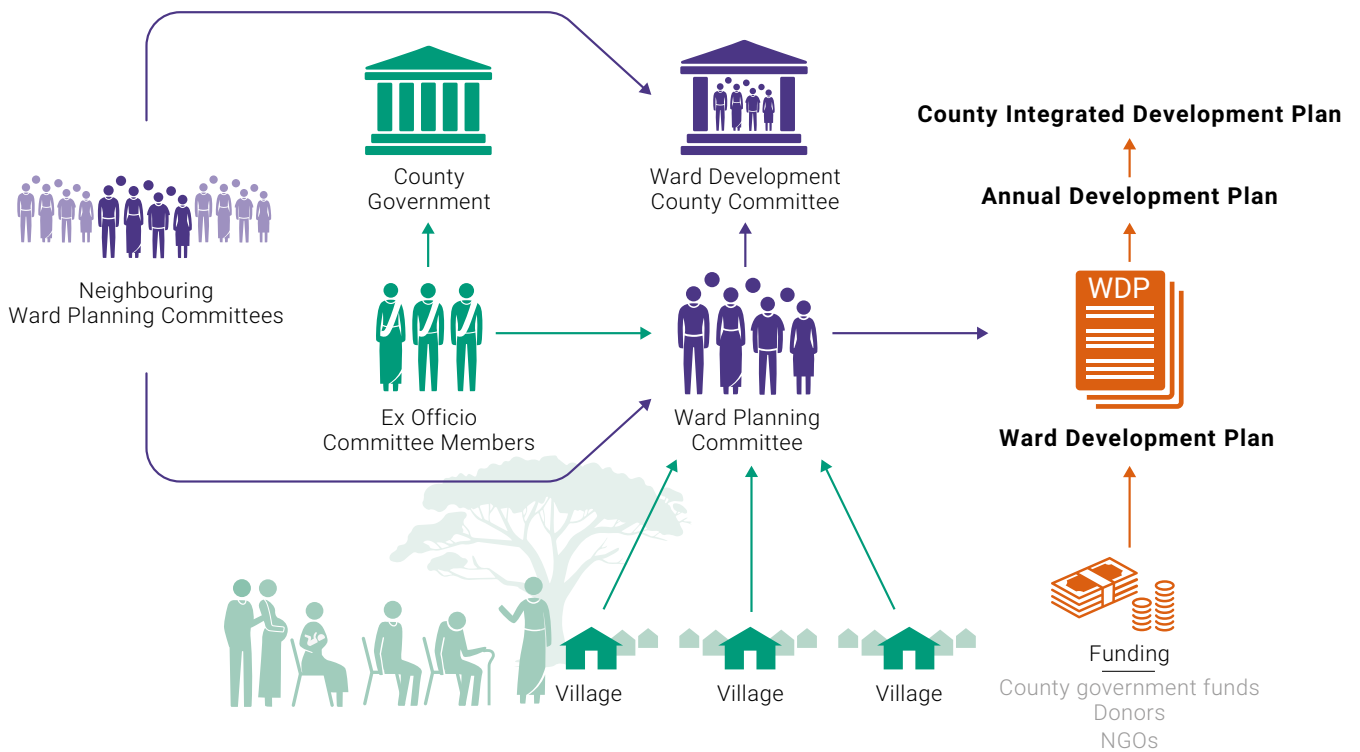 County
Government
Ward Development
County Committee
County Integrated Development Plan
Annual Development Plan
Neighbouring
Ward Planning Committees
WDP
Ex Officio
Committee Members
Ward Planning
Committee
Ward Development Plan
Village
Village
Village
Funding
County government funds
Donors
NGOs